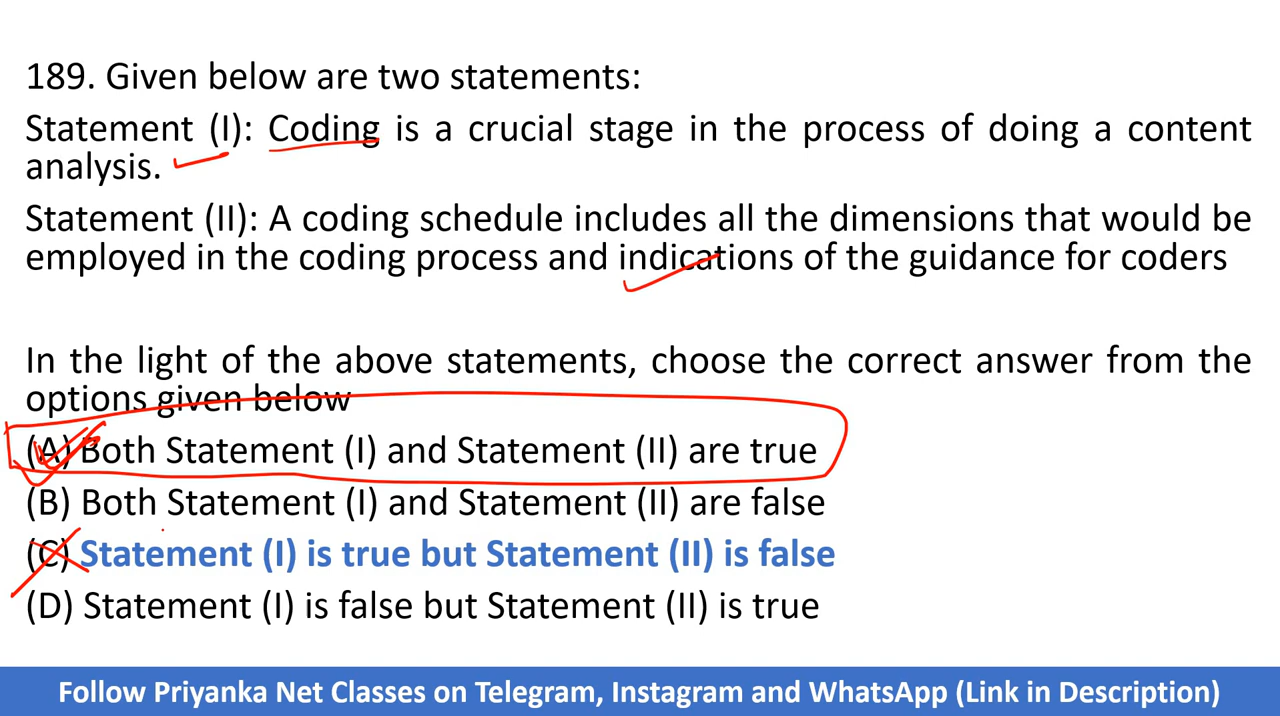 189. Given below are two statements:
Statement (I): Coding is a crucial stage in the process of doing a content
analysis.
Statement (II): A coding schedule includes all the dimensions that would be
employed in the coding process and indications of the guidance for coders
In the light of the above statements, choose the correct answer from the
options given below
(A) Both Statement (I) and Statement (II) are true
(B) Both Statement (I) and Statement (II) are false
(C) Statement (I) is true but Statement (II) is false
(D) Statement (I) is false but Statement (II) is true
Follow Priyanka Net Classes on Telegram, Instagram and WhatsApp (Link in Description)